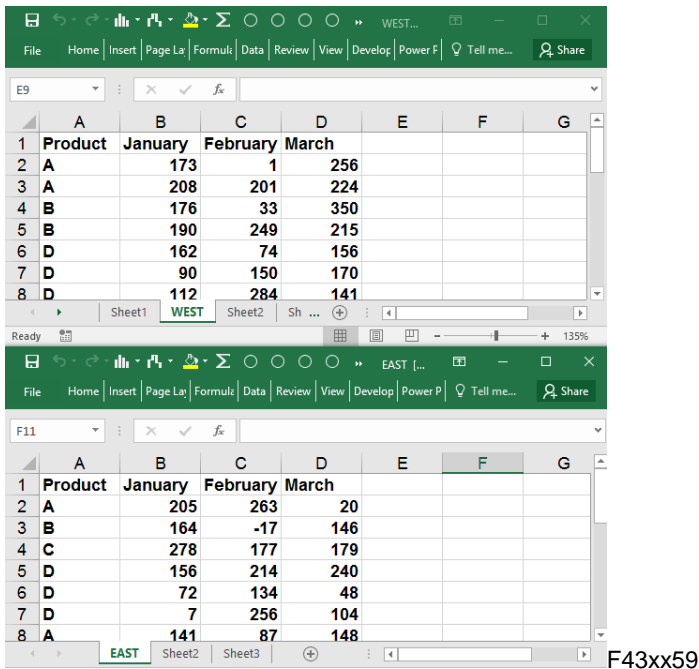 WEST...
File Home Insert Page Lay Formula Data Review View Develop Power F Tell me... Share
E9 fx
A B C D E F G
1 Product January February March
2 A 173 1 256
3 A 208 201 224
4 B 176 33 350
5 B 190 249 215
6 D 162 74 156
7 D 90 150 170
8 D 112 284 141
Sheet1 WEST Sheet2 Sh ...
Ready 135%
EAST [...
File Home Insert Page Lay Formula Data Review View Develop Power P Tell me... Share
F11 fx
A B C D E F G
1 Product January February March
2 A 205 263 20
3 B 164 -17 146
4 C 278 177 179
5 D 156 214 240
6 D 72 134 48
7 D 7 256 104
8 A 141 87 148
EAST Sheet2 Sheet3
F43xx59